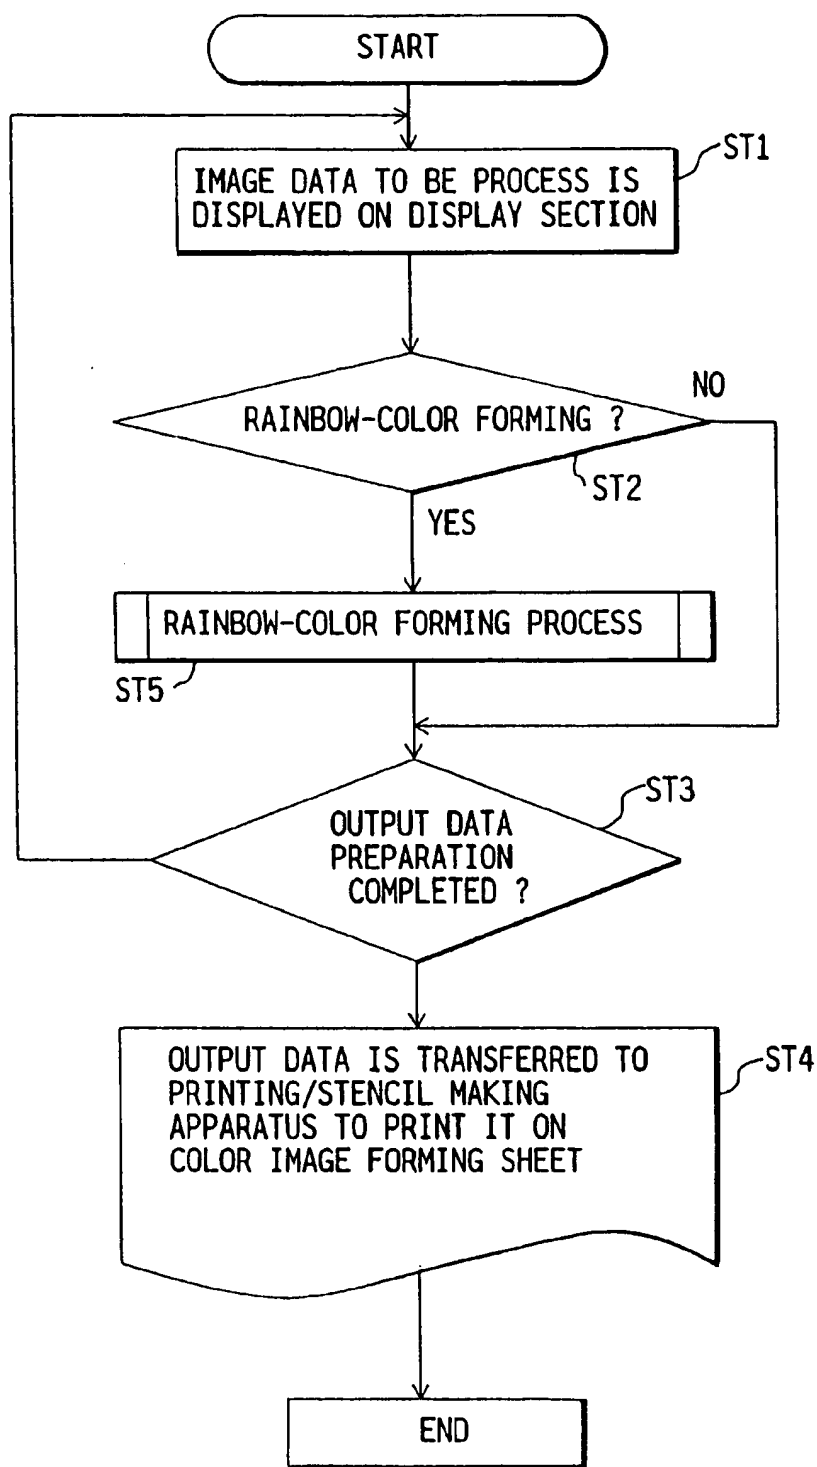 START
ST1
IMAGE DATA TO BE PROCESS IS
DISPLAYED ON DISPLAY SECTION
NO
RAINBOW-COLOR FORMING ?
ST2
YES
RAINBOW-COLOR FORMING PROCESS
ST5
ST3
OUTPUT DATA
PREPARATION
COMPLETED ?
ST4
OUTPUT DATA IS TRANSFERRED TO
PRINTING/STENCIL MAKING
APPARATUS TO PRINT IT ON
COLOR IMAGE FORMING SHEET
END